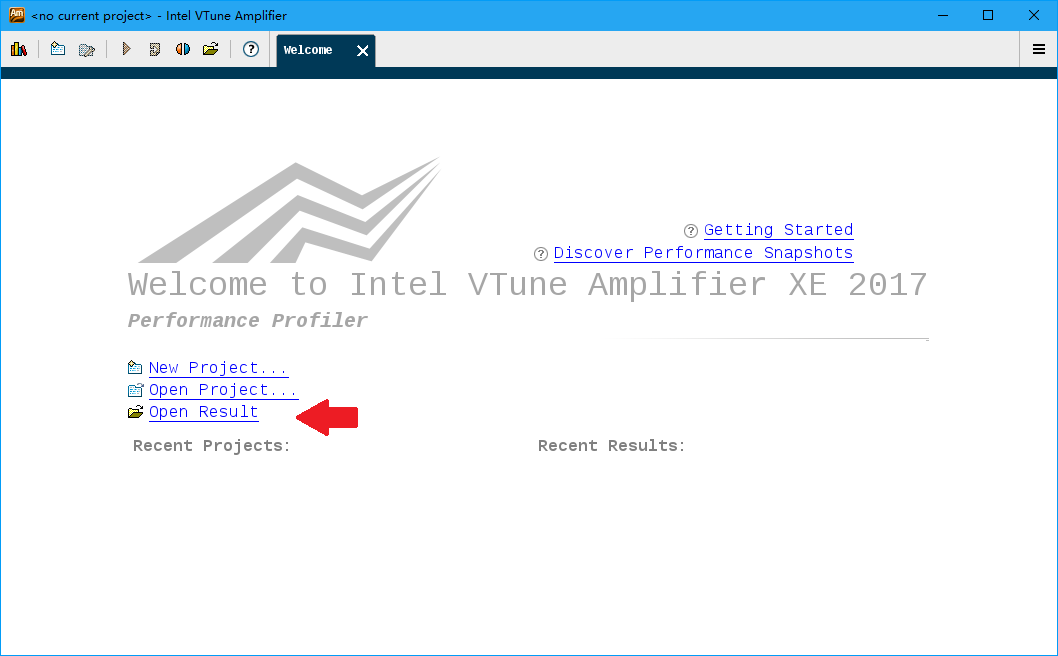 Am <no current project> - Intel VTune Amplifier
? Welcome
? Getting Started
? Discover Performance Snapshots
Welcome to Intel VTune Amplifier XE 2017
Performance Profiler
New Project...
Open Project...
Open Result
Recent Projects:
Recent Results: